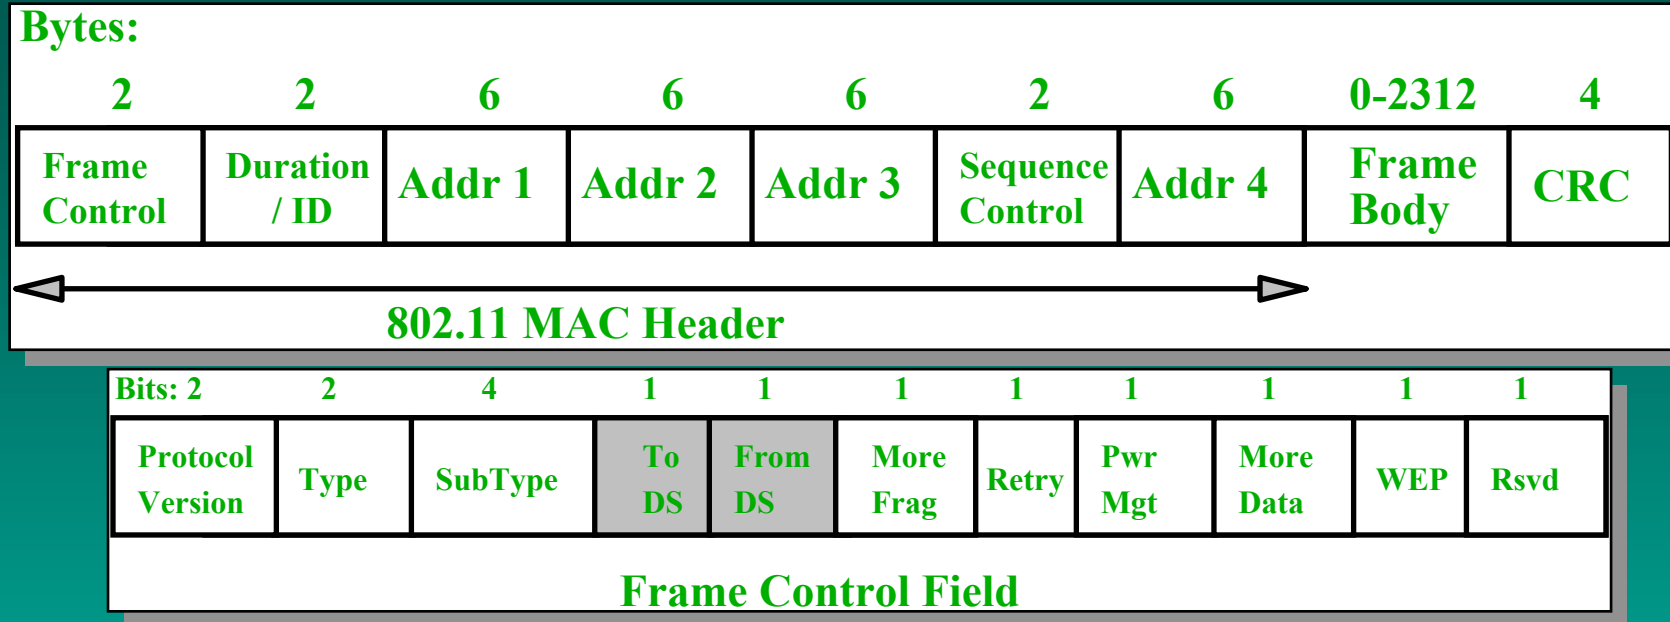 Bytes:
2 2 6 6 6 2 6 0-2312 4
Frame Control
Duration / ID
Addr 1
Addr 2
Addr 3
Sequence Control
Addr 4
Frame Body
CRC
802.11 MAC Header
Bits: 2 2 4 1 1 1 1 1 1 1 1
Protocol Version
Type
SubType
To DS
From DS
More Frag
Retry
Pwr Mgt
More Data
WEP
Rsvd
Frame Control Field